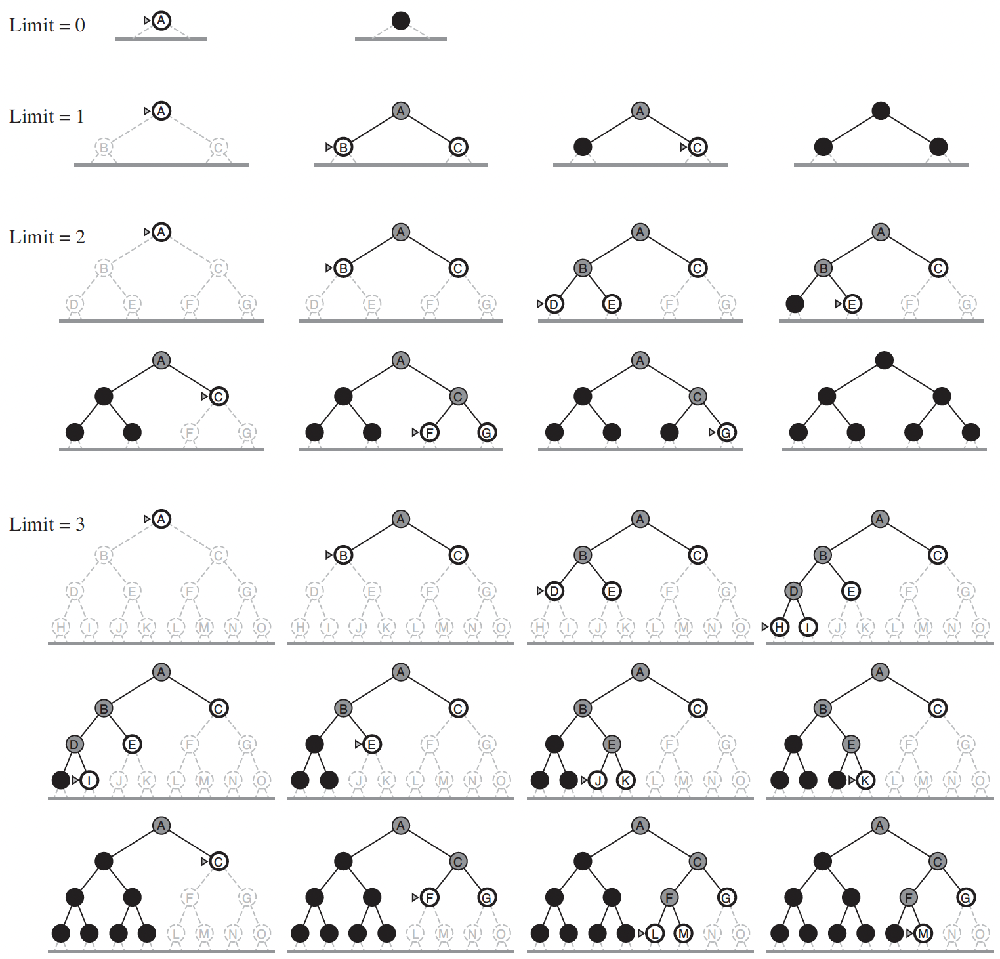 Limit = 0 A
Limit = 1 A A A
B C B C C
Limit = 2 A A A A
B C B C B C B C
D E F G D E F G D E F G E F G
A A A
C C C
F G F G G
Limit = 3 A A A A
B C B C B C B C
D E F G D E F G D E F G D E F G
H I J K L M N O H I J K L M N O H I J K L M N O H I J K L M N O
A A A A
B C B C B C B C
D E F G E F G E F G E F G
I J K L M N O J K L M N O J K L M N O K L M N O
A A A A
C C C C
F G F G F G F G
L M N O L M N O L M N O M N O